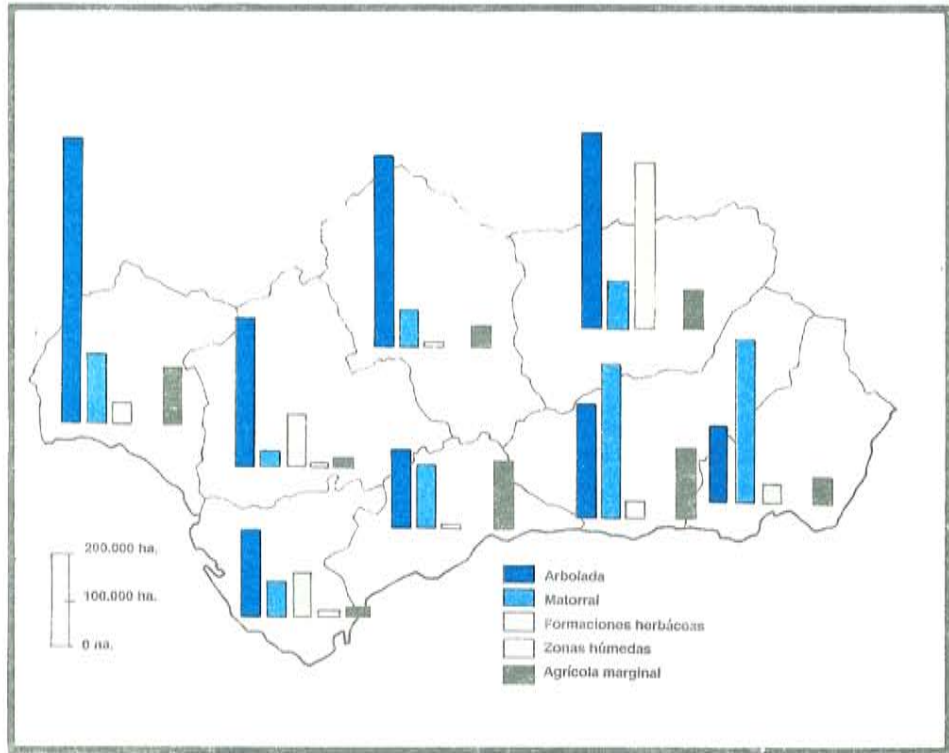 200.000 ha.
100.000 ha.
0 ha.
Arbolada
Matorral
Formaciones herbáceas
Zonas húmedas
Agrícola marginal